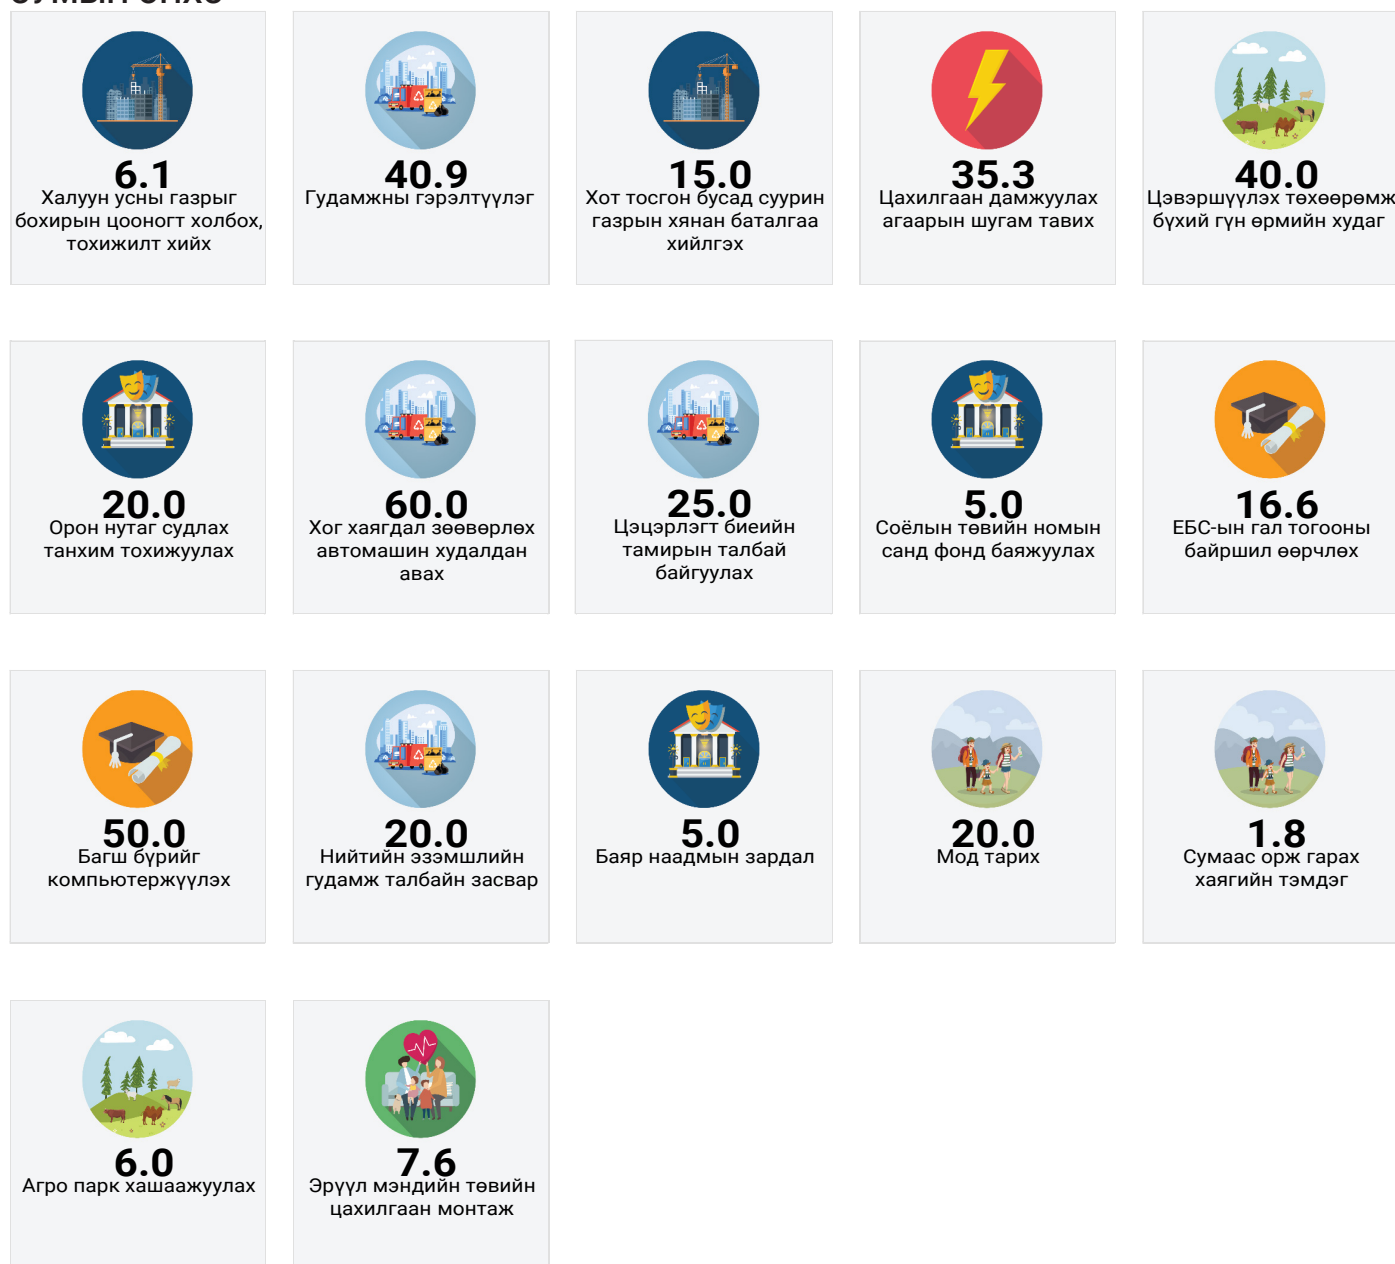 6.1
Халуун усны газрыг
бохирын цооногт холбох,
тохижилт хийх
40.9
Гудамжны гэрэлтүүлэг
15.0
Хот тосгон бусад суурин
газрын хянан баталгаа
хийлгэх
35.3
Цахилгаан дамжуулах
агаарын шугам тавих
40.0
Цэвэршүүлэх төхөөрөмж
бүхий гүн өрмийн худаг
20.0
Орон нутаг судлах
танхим тохижуулах
60.0
Хог хаягдал зөөвөрлөх
автомашин худалдан
авах
25.0
Цэцэрлэгт биеийн
тамирын талбай
байгуулах
5.0
Соёлын төвийн номын
санд фонд баяжуулах
16.6
ЕБС-ын гал тогооны
байршил өөрчлөх
50.0
Багш бүрийг
компьютержүүлэх
20.0
Нийтийн эзэмшлийн
гудамж талбайн засвар
5.0
Баяр наадмын зардал
20.0
Мод тарих
1.8
Сумаас орж гарах
хаягийн тэмдэг
6.0
Агро парк хашаажуулах
7.6
Эрүүл мэндийн төвийн
цахилгаан монтаж